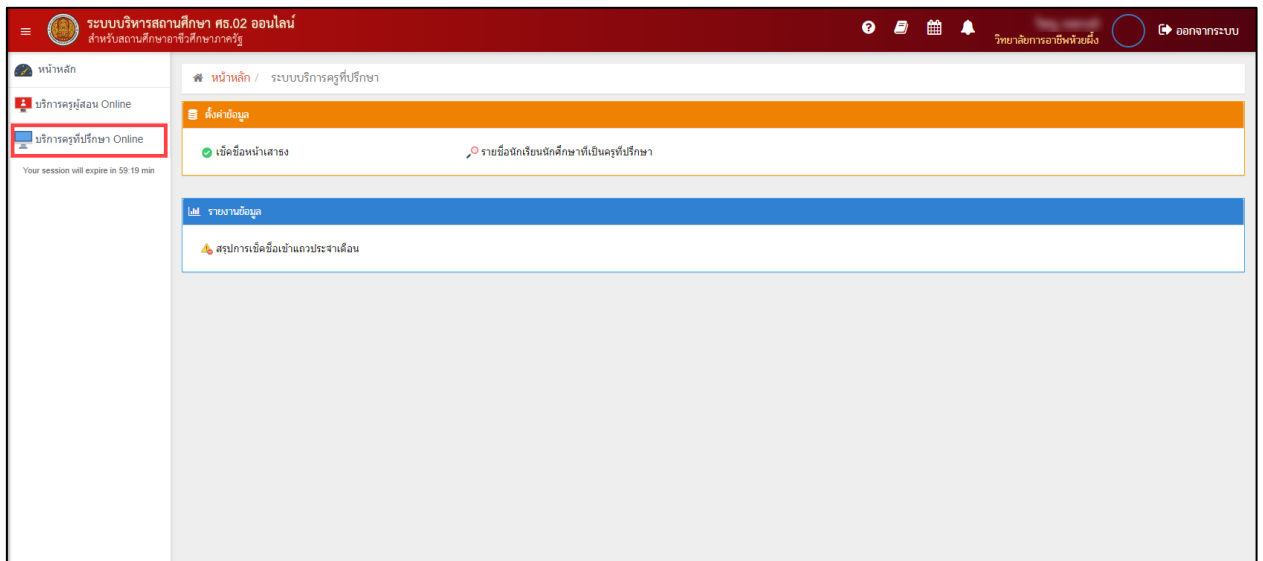 ระบบบริหารสถานศึกษา ศธ.02 ออนไลน์
สำหรับสถานศึกษาอาชีวศึกษาภาครัฐ
วิทยาลัยการอาชีพห้วยผึ้ง
ออกจากระบบ
หน้าหลัก
บริการครูผู้สอน Online
บริการครูที่ปรึกษา Online
Your session will expire in 59:19 min
หน้าหลัก / ระบบบริการครูที่ปรึกษา
ตั้งค่าข้อมูล
เช็คชื่อหน้าเสาธง
รายชื่อนักเรียนนักศึกษาที่เป็นครูที่ปรึกษา
รายงานข้อมูล
สรุปการเช็คชื่อเข้าแถวประจำเดือน